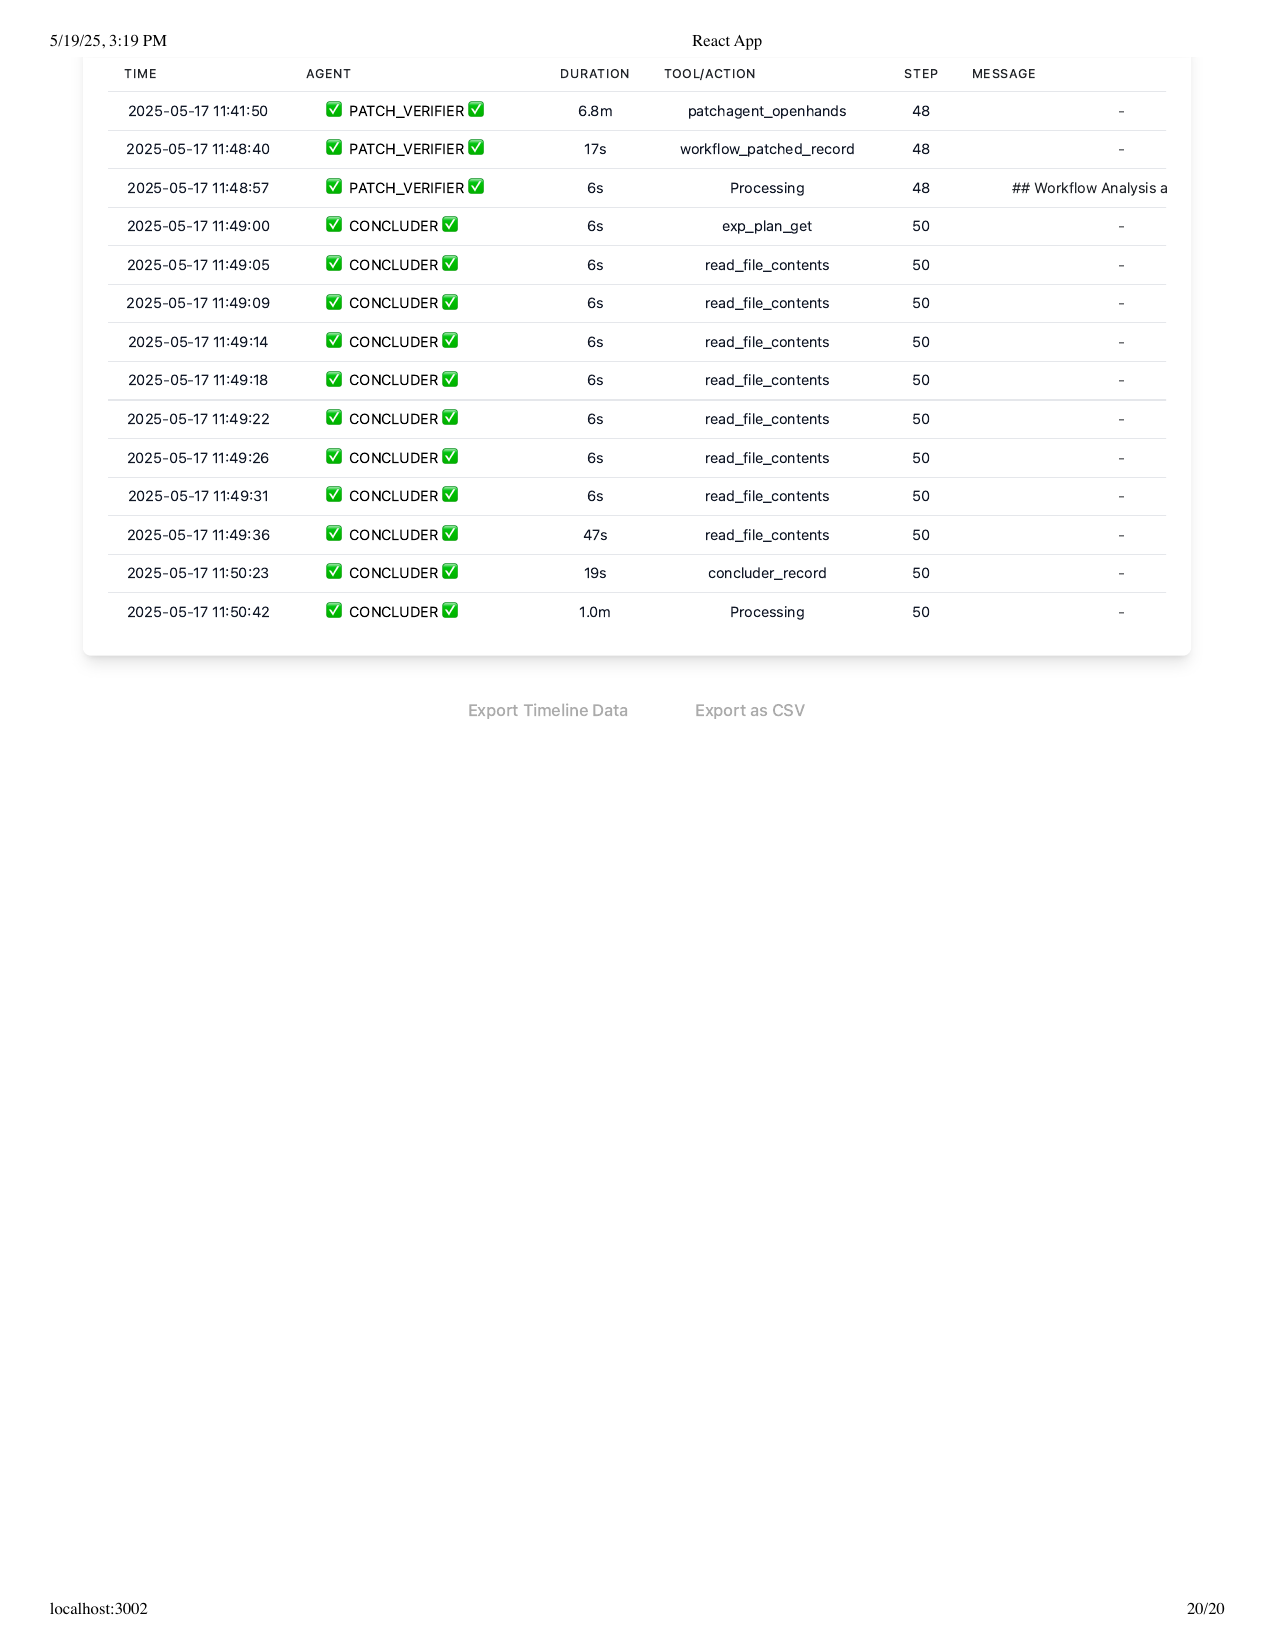 5/19/25, 3:19 PM React App
TIME AGENT DURATION TOOL/ACTION STEP MESSAGE
2025-05-17 11:41:50 ✅ PATCH_VERIFIER ✅ 6.8m patchagent_openhands 48 -
2025-05-17 11:48:40 ✅ PATCH_VERIFIER ✅ 17s workflow_patched_record 48 -
2025-05-17 11:48:57 ✅ PATCH_VERIFIER ✅ 6s Processing 48 ## Workflow Analysis a
2025-05-17 11:49:00 ✅ CONCLUDER ✅ 6s exp_plan_get 50 -
2025-05-17 11:49:05 ✅ CONCLUDER ✅ 6s read_file_contents 50 -
2025-05-17 11:49:09 ✅ CONCLUDER ✅ 6s read_file_contents 50 -
2025-05-17 11:49:14 ✅ CONCLUDER ✅ 6s read_file_contents 50 -
2025-05-17 11:49:18 ✅ CONCLUDER ✅ 6s read_file_contents 50 -
2025-05-17 11:49:22 ✅ CONCLUDER ✅ 6s read_file_contents 50 -
2025-05-17 11:49:26 ✅ CONCLUDER ✅ 6s read_file_contents 50 -
2025-05-17 11:49:31 ✅ CONCLUDER ✅ 6s read_file_contents 50 -
2025-05-17 11:49:36 ✅ CONCLUDER ✅ 47s read_file_contents 50 -
2025-05-17 11:50:23 ✅ CONCLUDER ✅ 19s concluder_record 50 -
2025-05-17 11:50:42 ✅ CONCLUDER ✅ 1.0m Processing 50 -
Export Timeline Data Export as CSV
localhost:3002 20/20